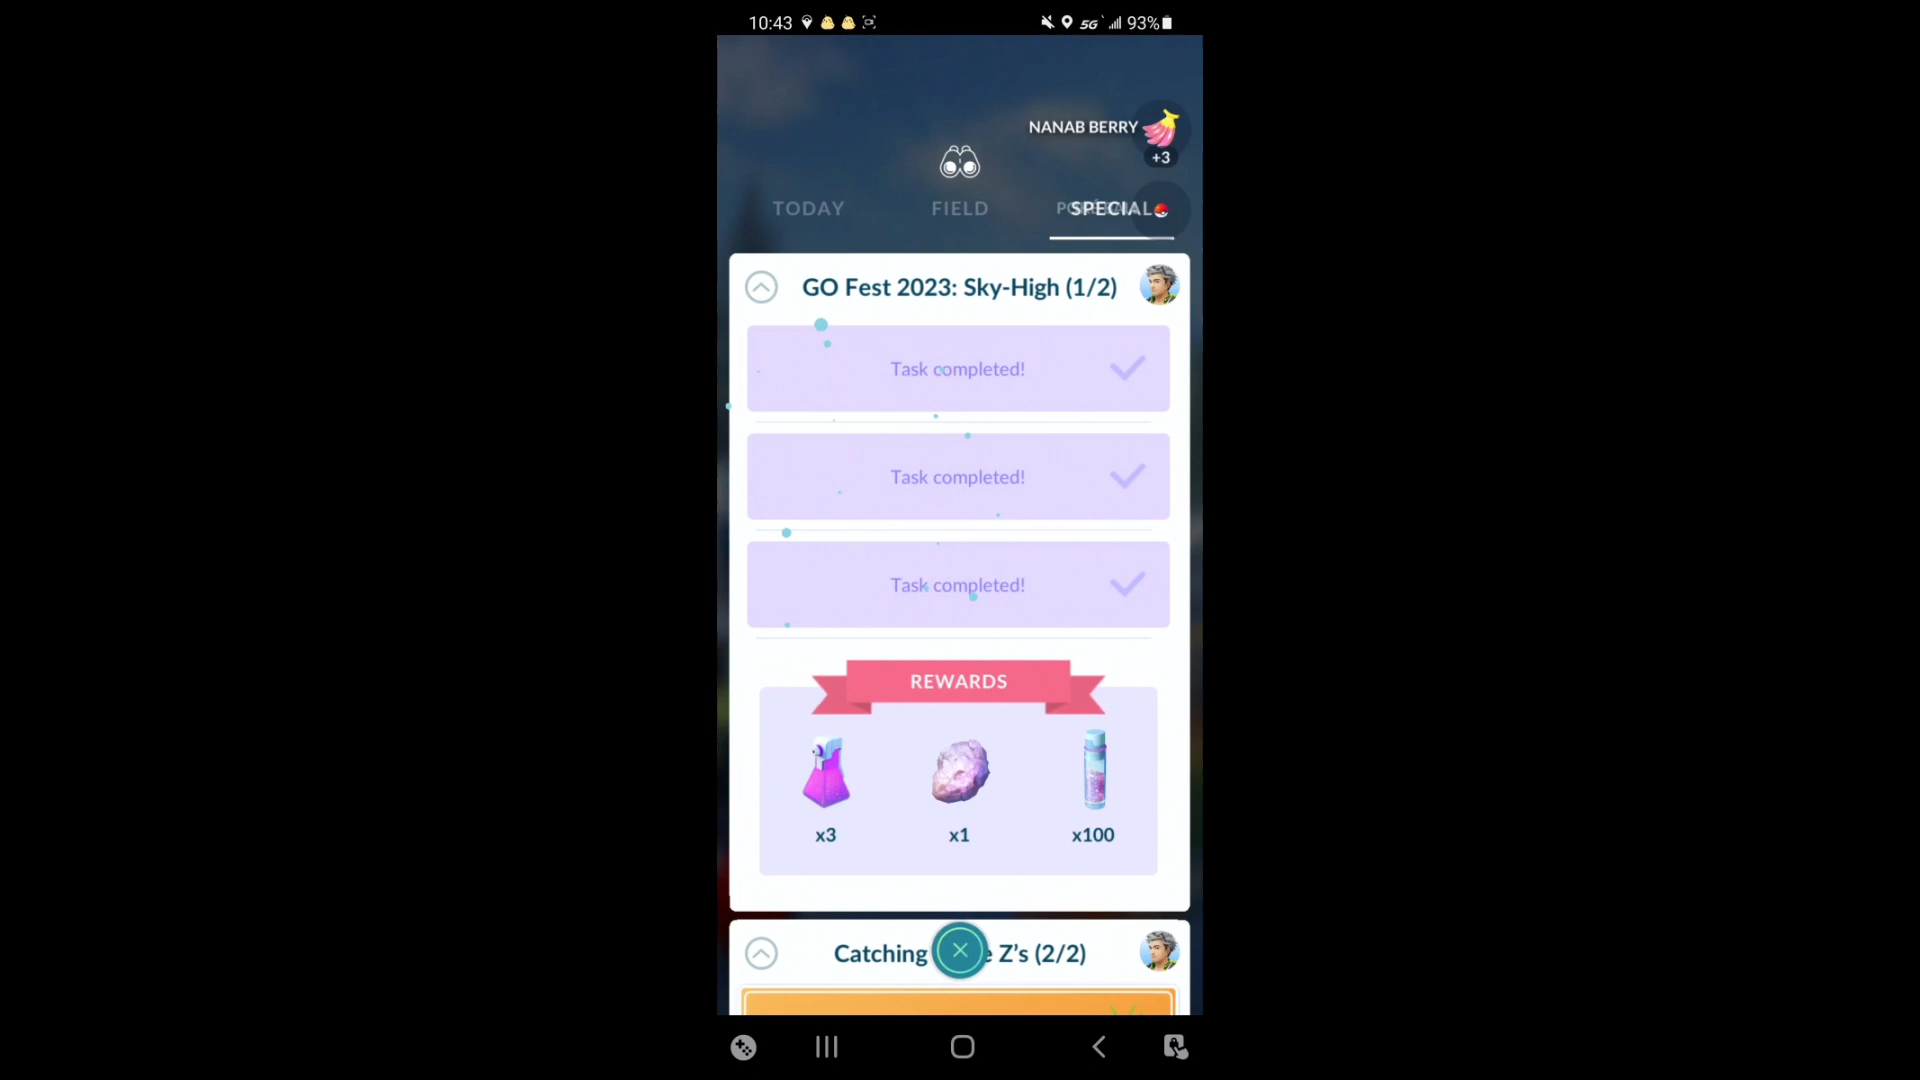 10:43
5G
93%
NANAB BERRY
+3
TODAY
FIELD
SPECIAL
GO Fest 2023: Sky-High (1/2)
Task completed!
Task completed!
Task completed!
REWARDS
x3
x1
x100
Catching
e Z's (2/2)